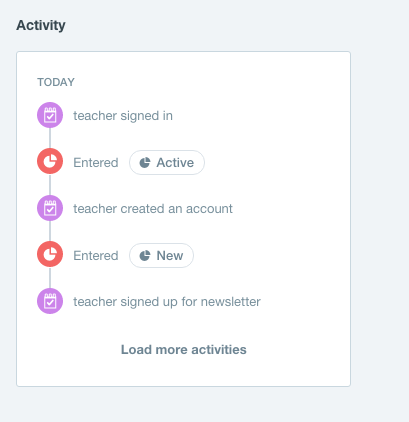 Activity
TODAY
teacher signed in
Entered Active
teacher created an account
Entered New
teacher signed up for newsletter
Load more activities